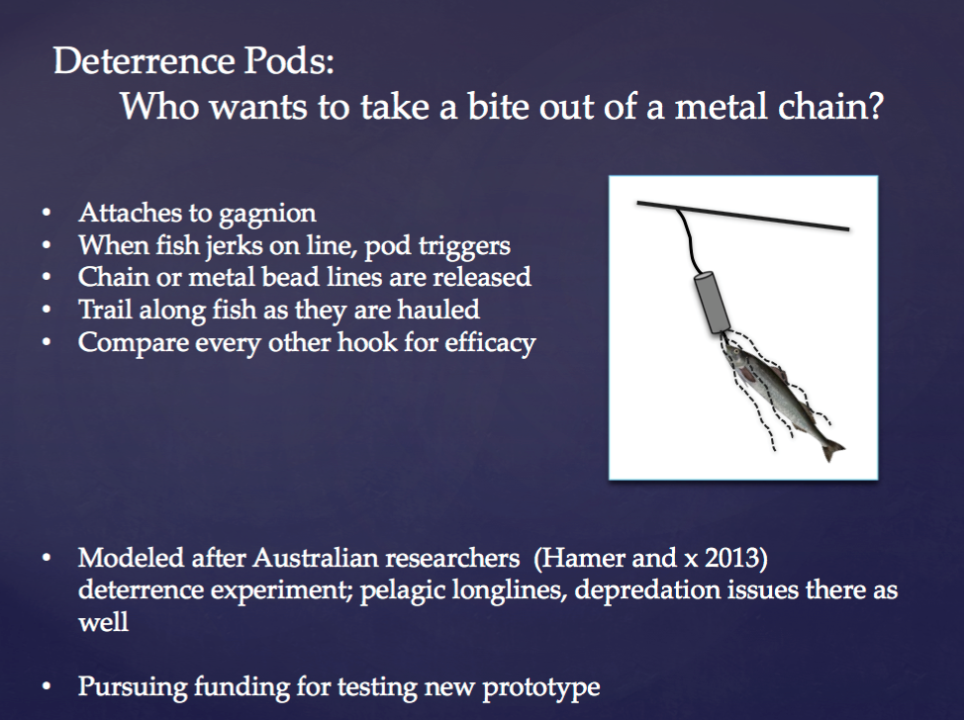 Deterrence Pods:
Who wants to take a bite out of a metal chain?
• Attaches to gagnion
• When fish jerks on line, pod triggers
• Chain or metal bead lines are released
• Trail along fish as they are hauled
• Compare every other hook for efficacy
• Modeled after Australian researchers (Hamer and x 2013)
deterrence experiment; pelagic longlines, depredation issues there as
well
• Pursuing funding for testing new prototype